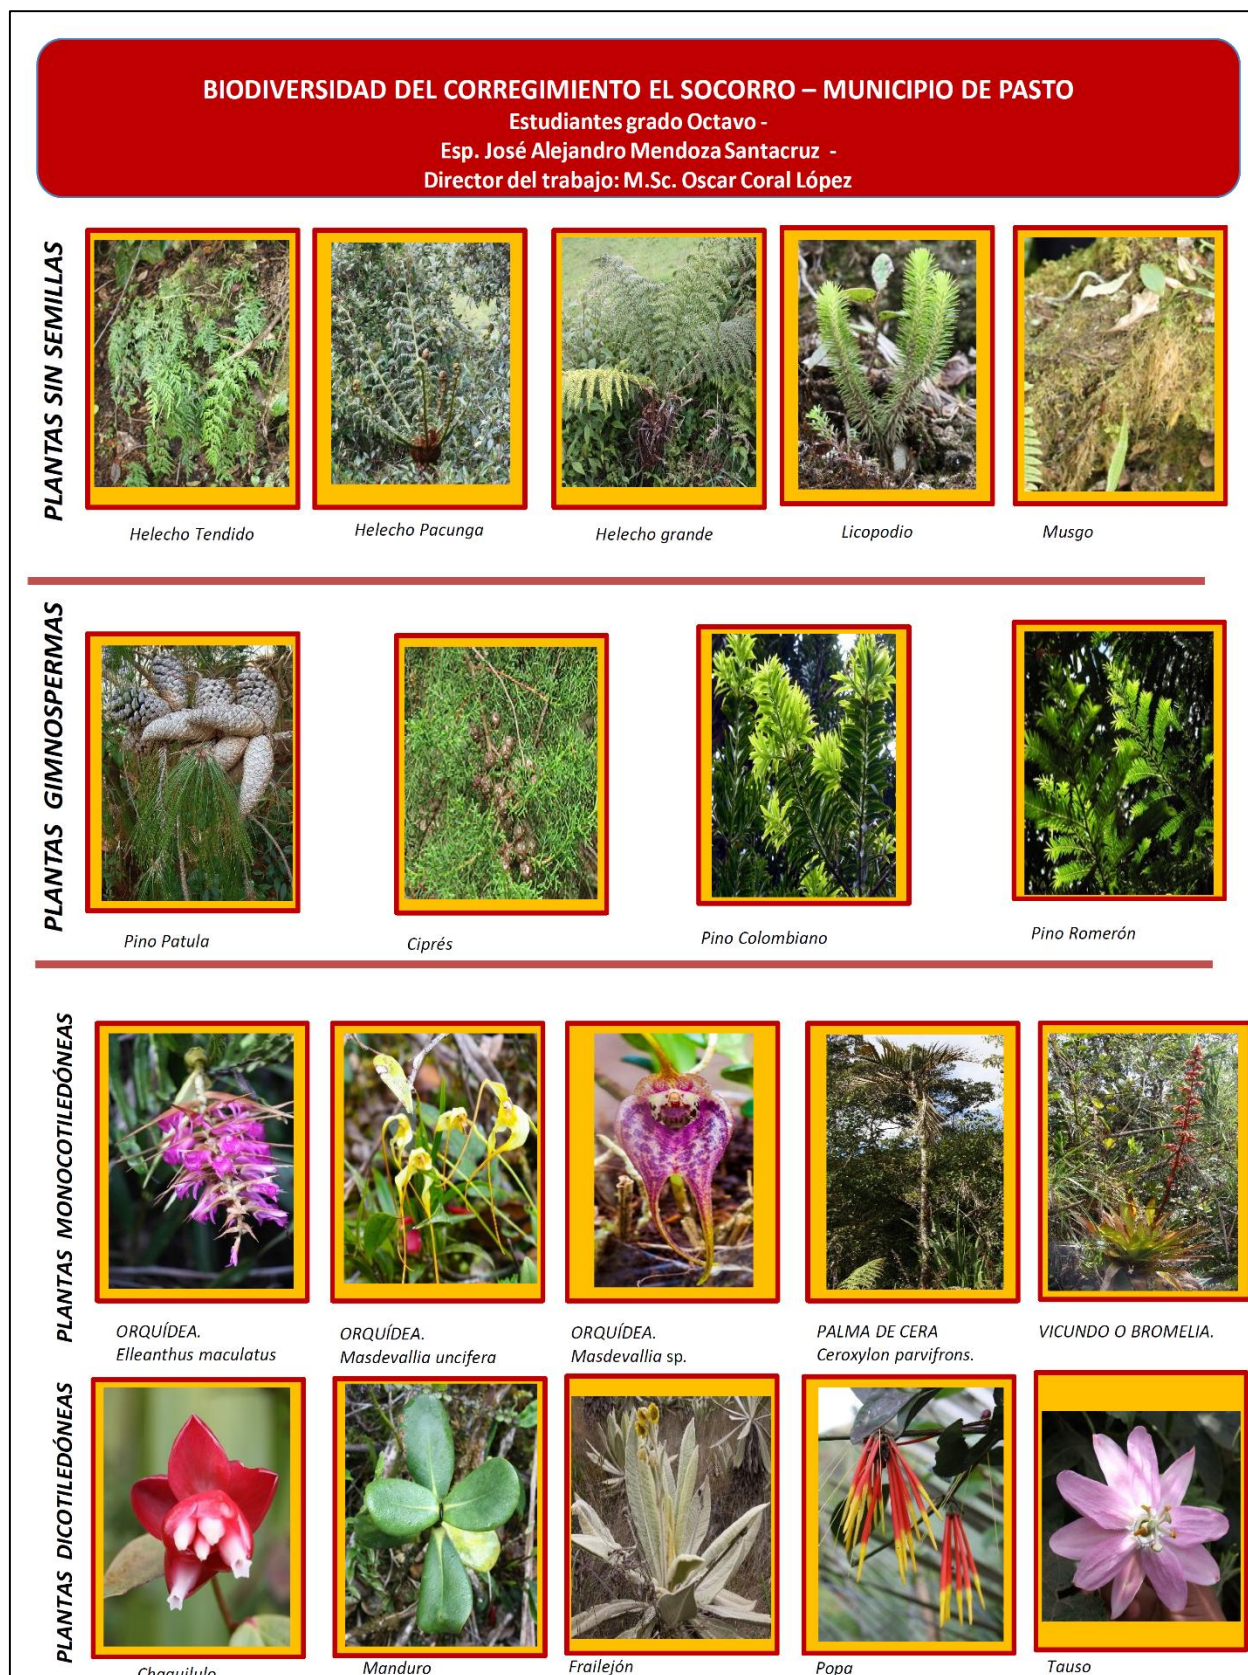 BIODIVERSIDAD DEL CORREGIMIENTO EL SOCORRO – MUNICIPIO DE PASTO
Estudiantes grado Octavo -
Esp. José Alejandro Mendoza Santacruz -
Director del trabajo: M.Sc. Oscar Coral López
PLANTAS SIN SEMILLAS
Helecho Tendido
Helecho Pacunga
Helecho grande
Licopodio
Musgo
PLANTAS GIMNOSPERMAS
Pino Patula
Ciprés
Pino Colombiano
Pino Romerón
PLANTAS MONOCOTILEDÓNEAS
ORQUÍDEA.
Elleanthus maculatus
ORQUÍDEA.
Masdevallia uncifera
ORQUÍDEA.
Masdevallia sp.
PALMA DE CERA
Ceroxylon parvifrons.
VICUNDO O BROMELIA.
PLANTAS DICOTILEDÓNEAS
Chaquilulo
Manduro
Frailejón
Popa
Tauso